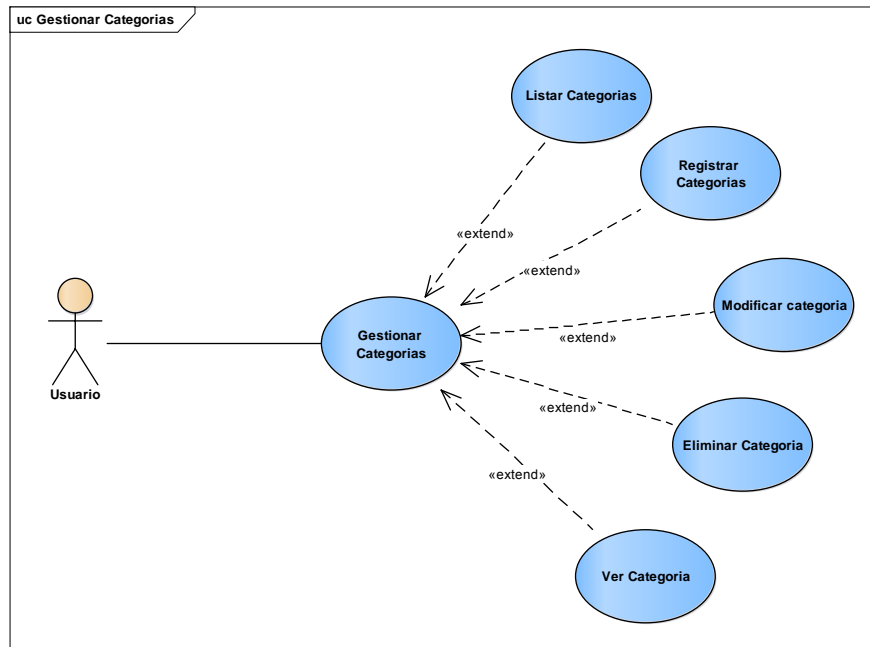 uc Gestionar Categorias
Listar Categorias
Registrar
Categorias
«extend»
«extend»
Modificar categoria
«extend»
Gestionar
Categorias
Usuario
«extend»
Eliminar Categoria
«extend»
Ver Categoria